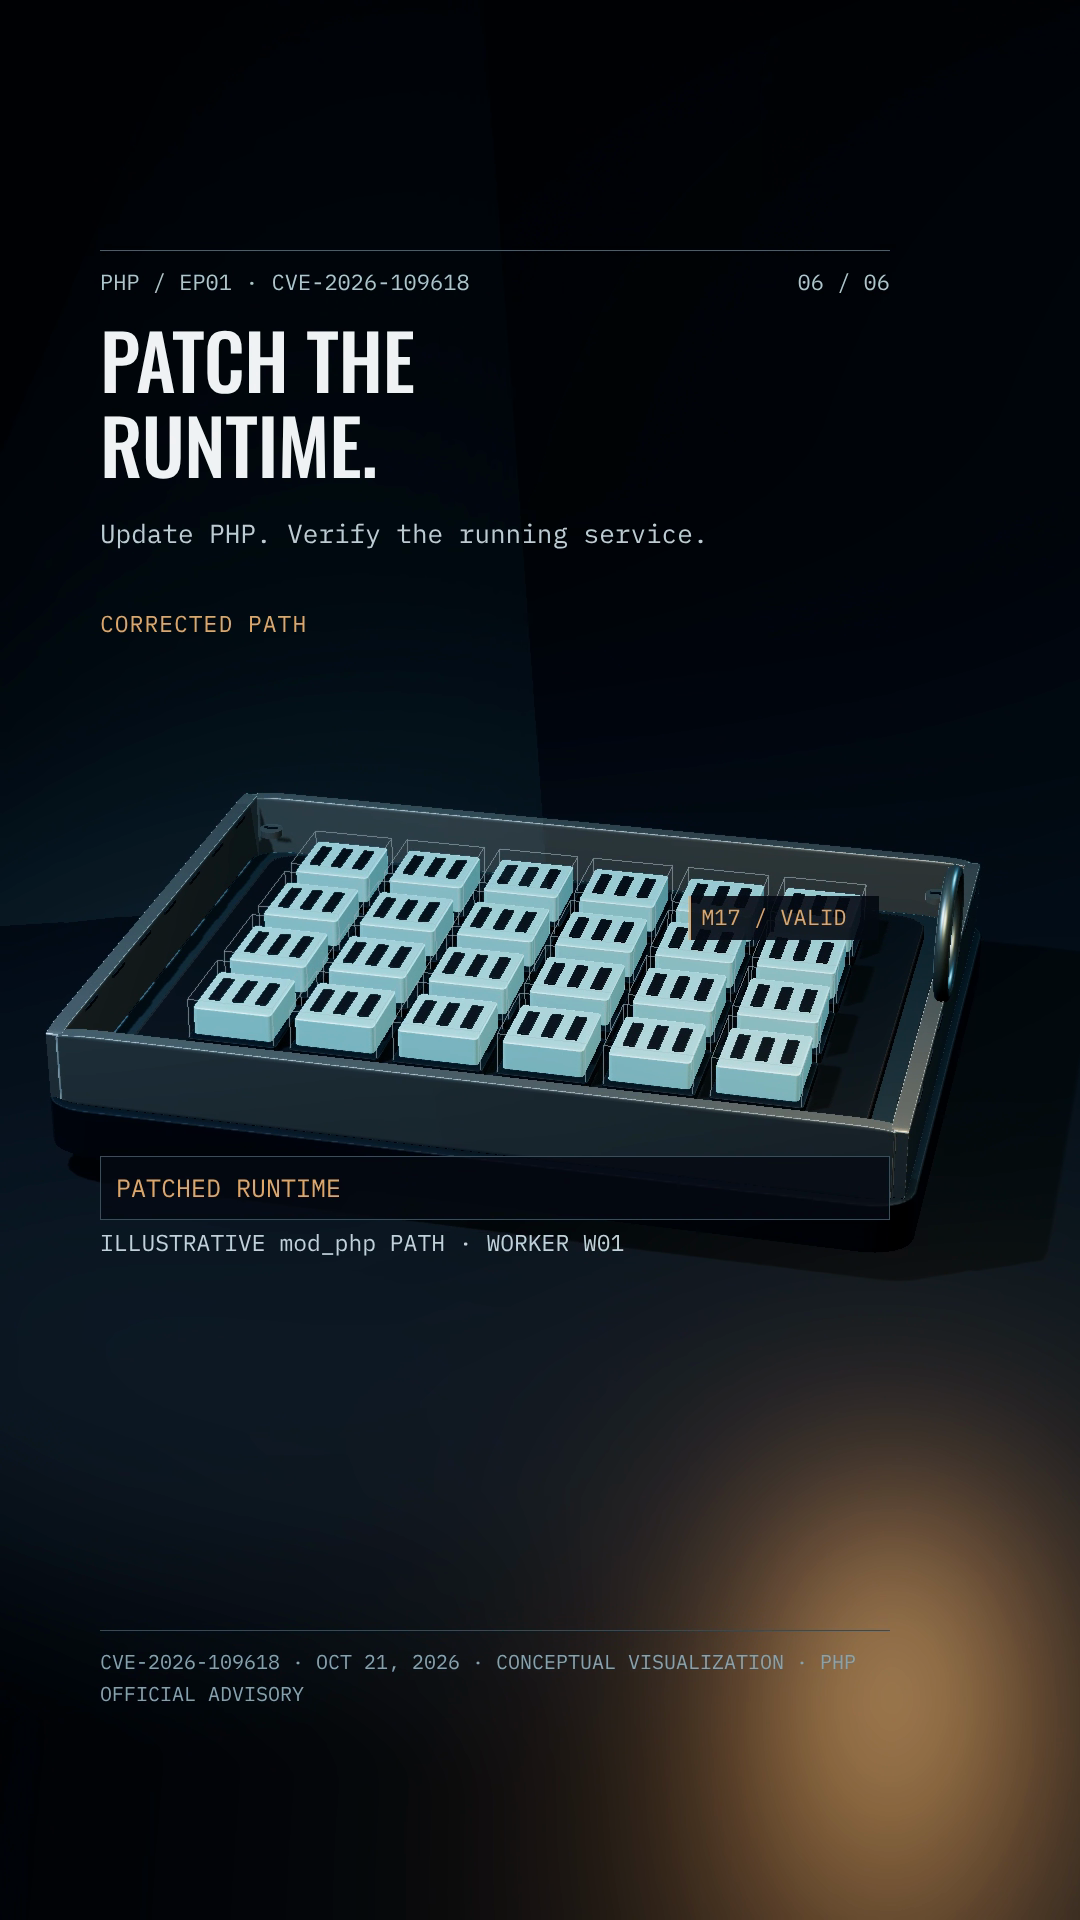 PHP / EP01 · CVE-2026-109618
06 / 06
PATCH THE
RUNTIME.
Update PHP. Verify the running service.
CORRECTED PATH
M17 / VALID
PATCHED RUNTIME
ILLUSTRATIVE mod_php PATH · WORKER W01
CVE-2026-109618 · OCT 21, 2026 · CONCEPTUAL VISUALIZATION · PHP
OFFICIAL ADVISORY